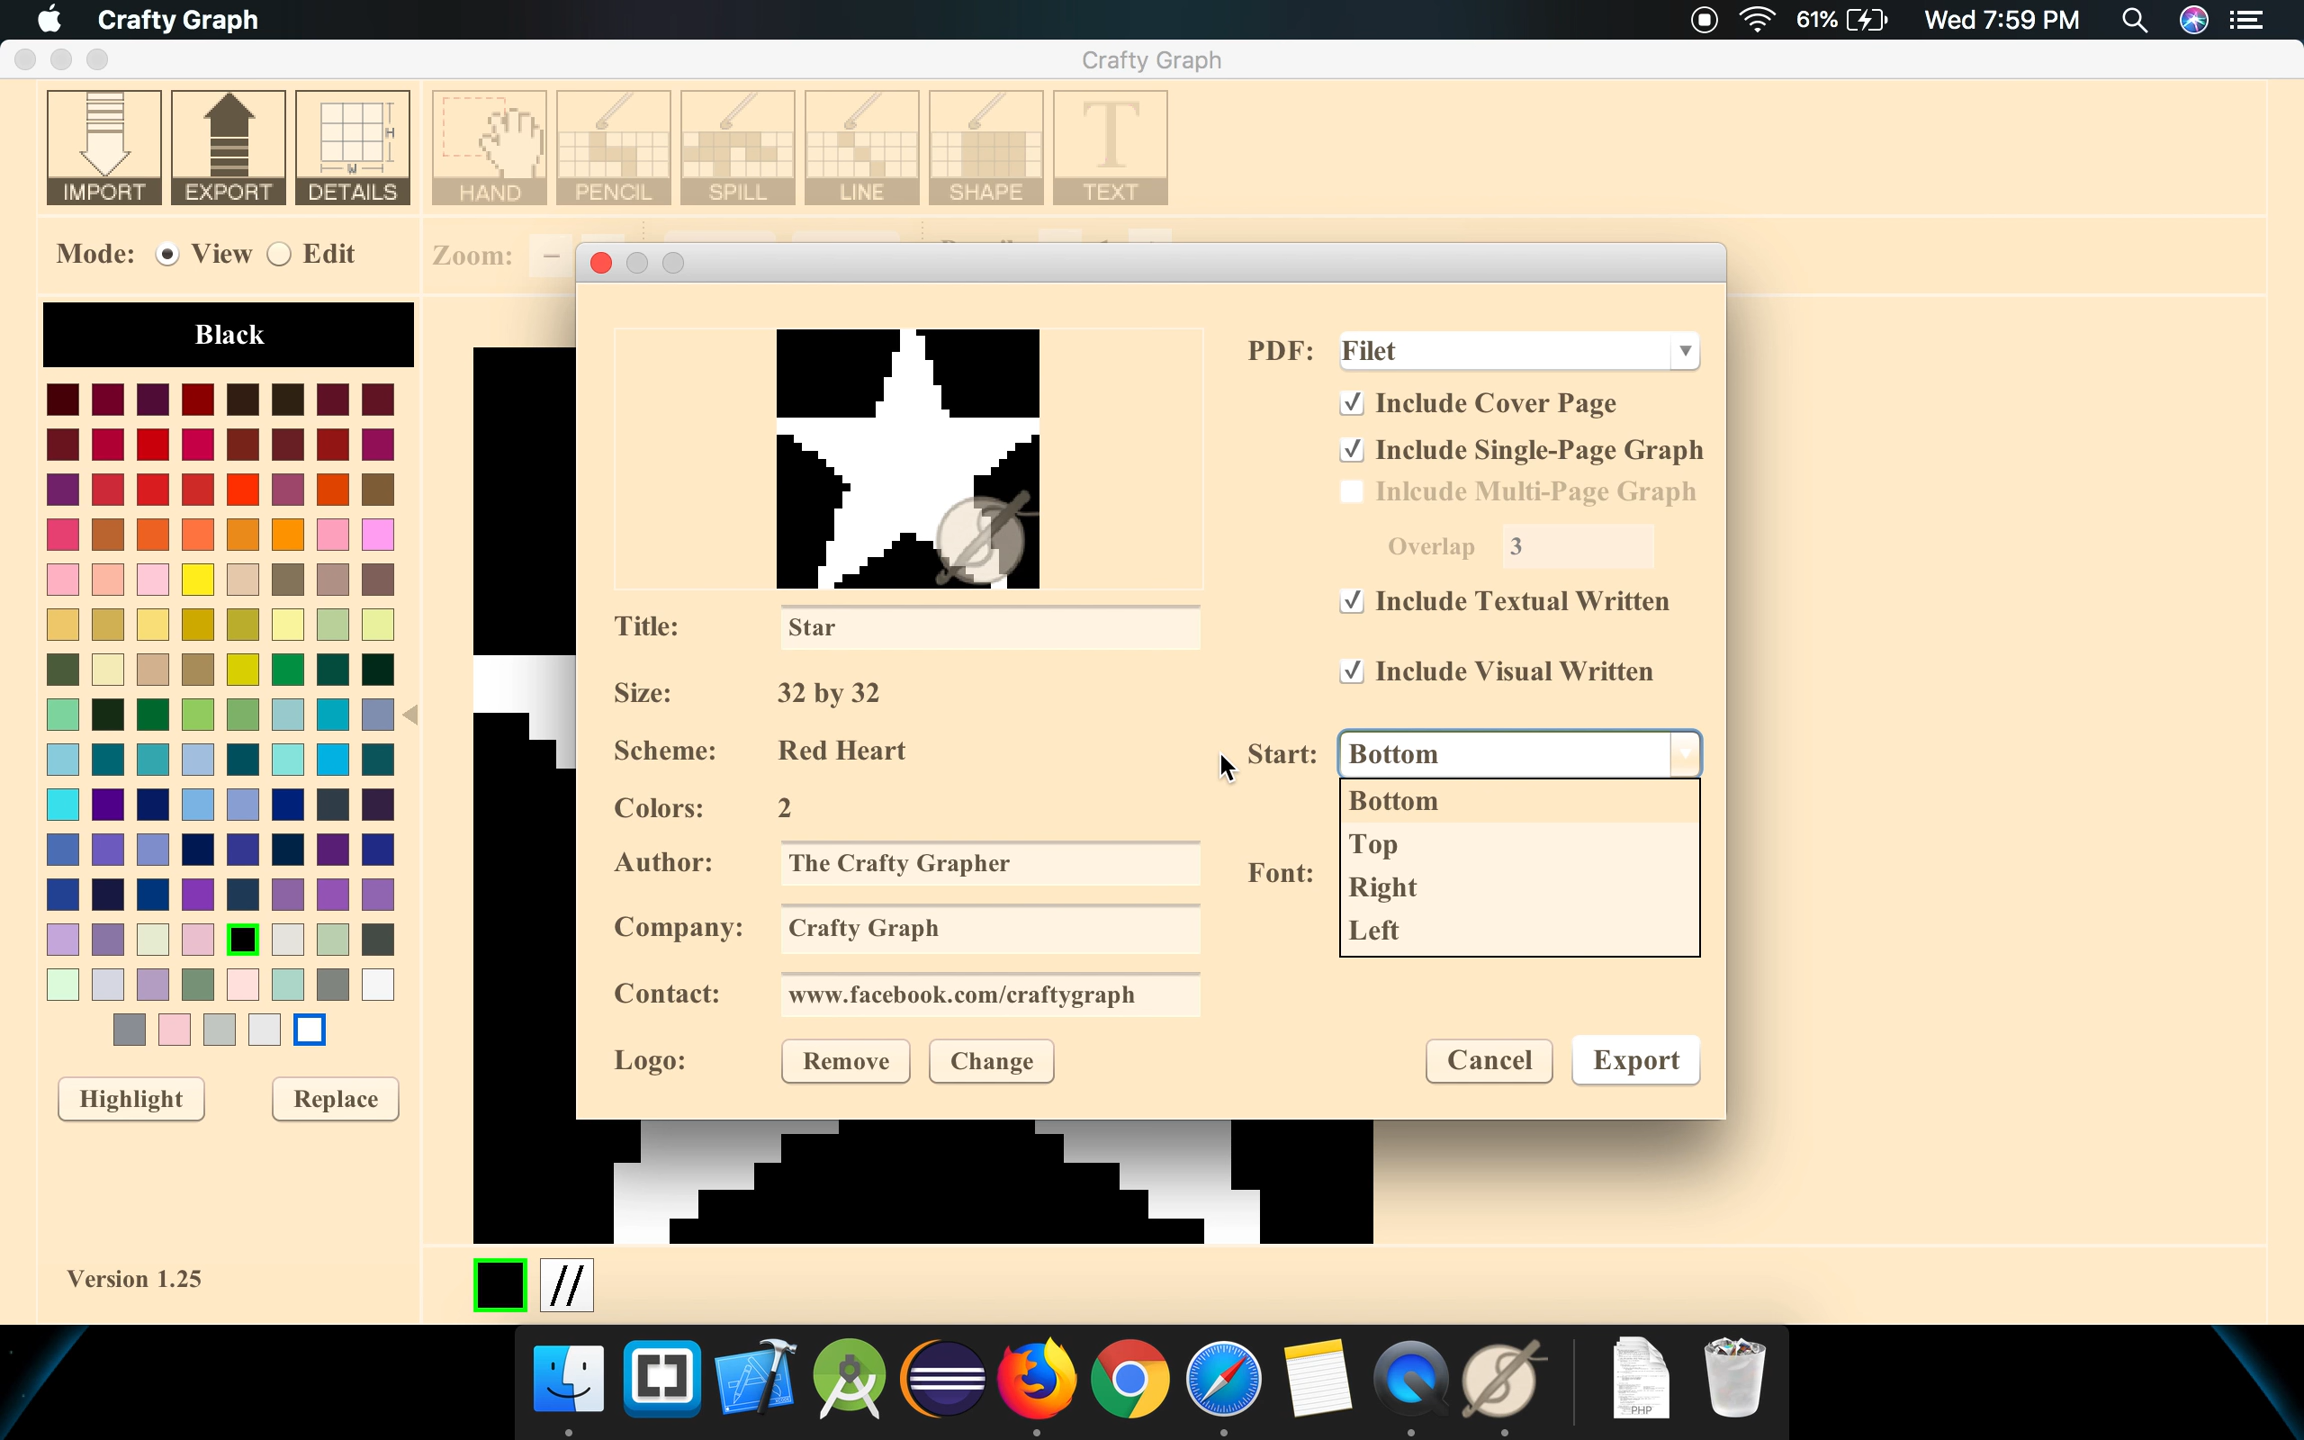 Crafty Graph
61%
Wed 7:59 PM
Crafty Graph
IMPORT
EXPORT
DETAILS
H
W
HAND
PENCIL
SPILL
LINE
SHAPE
T
TEXT
Mode: View Edit
Zoom: −
Black
PDF: Filet
Include Cover Page
Include Single-Page Graph
Inlcude Multi-Page Graph
Overlap 3
Include Textual Written
Include Visual Written
Title: Star
Size: 32 by 32
Scheme: Red Heart
Colors: 2
Author: The Crafty Grapher
Company: Crafty Graph
Contact: www.facebook.com/craftygraph
Logo: Remove Change
Start: Bottom
Bottom
Top
Right
Left
Font:
Cancel Export
Highlight Replace
Version 1.25
//
PHP